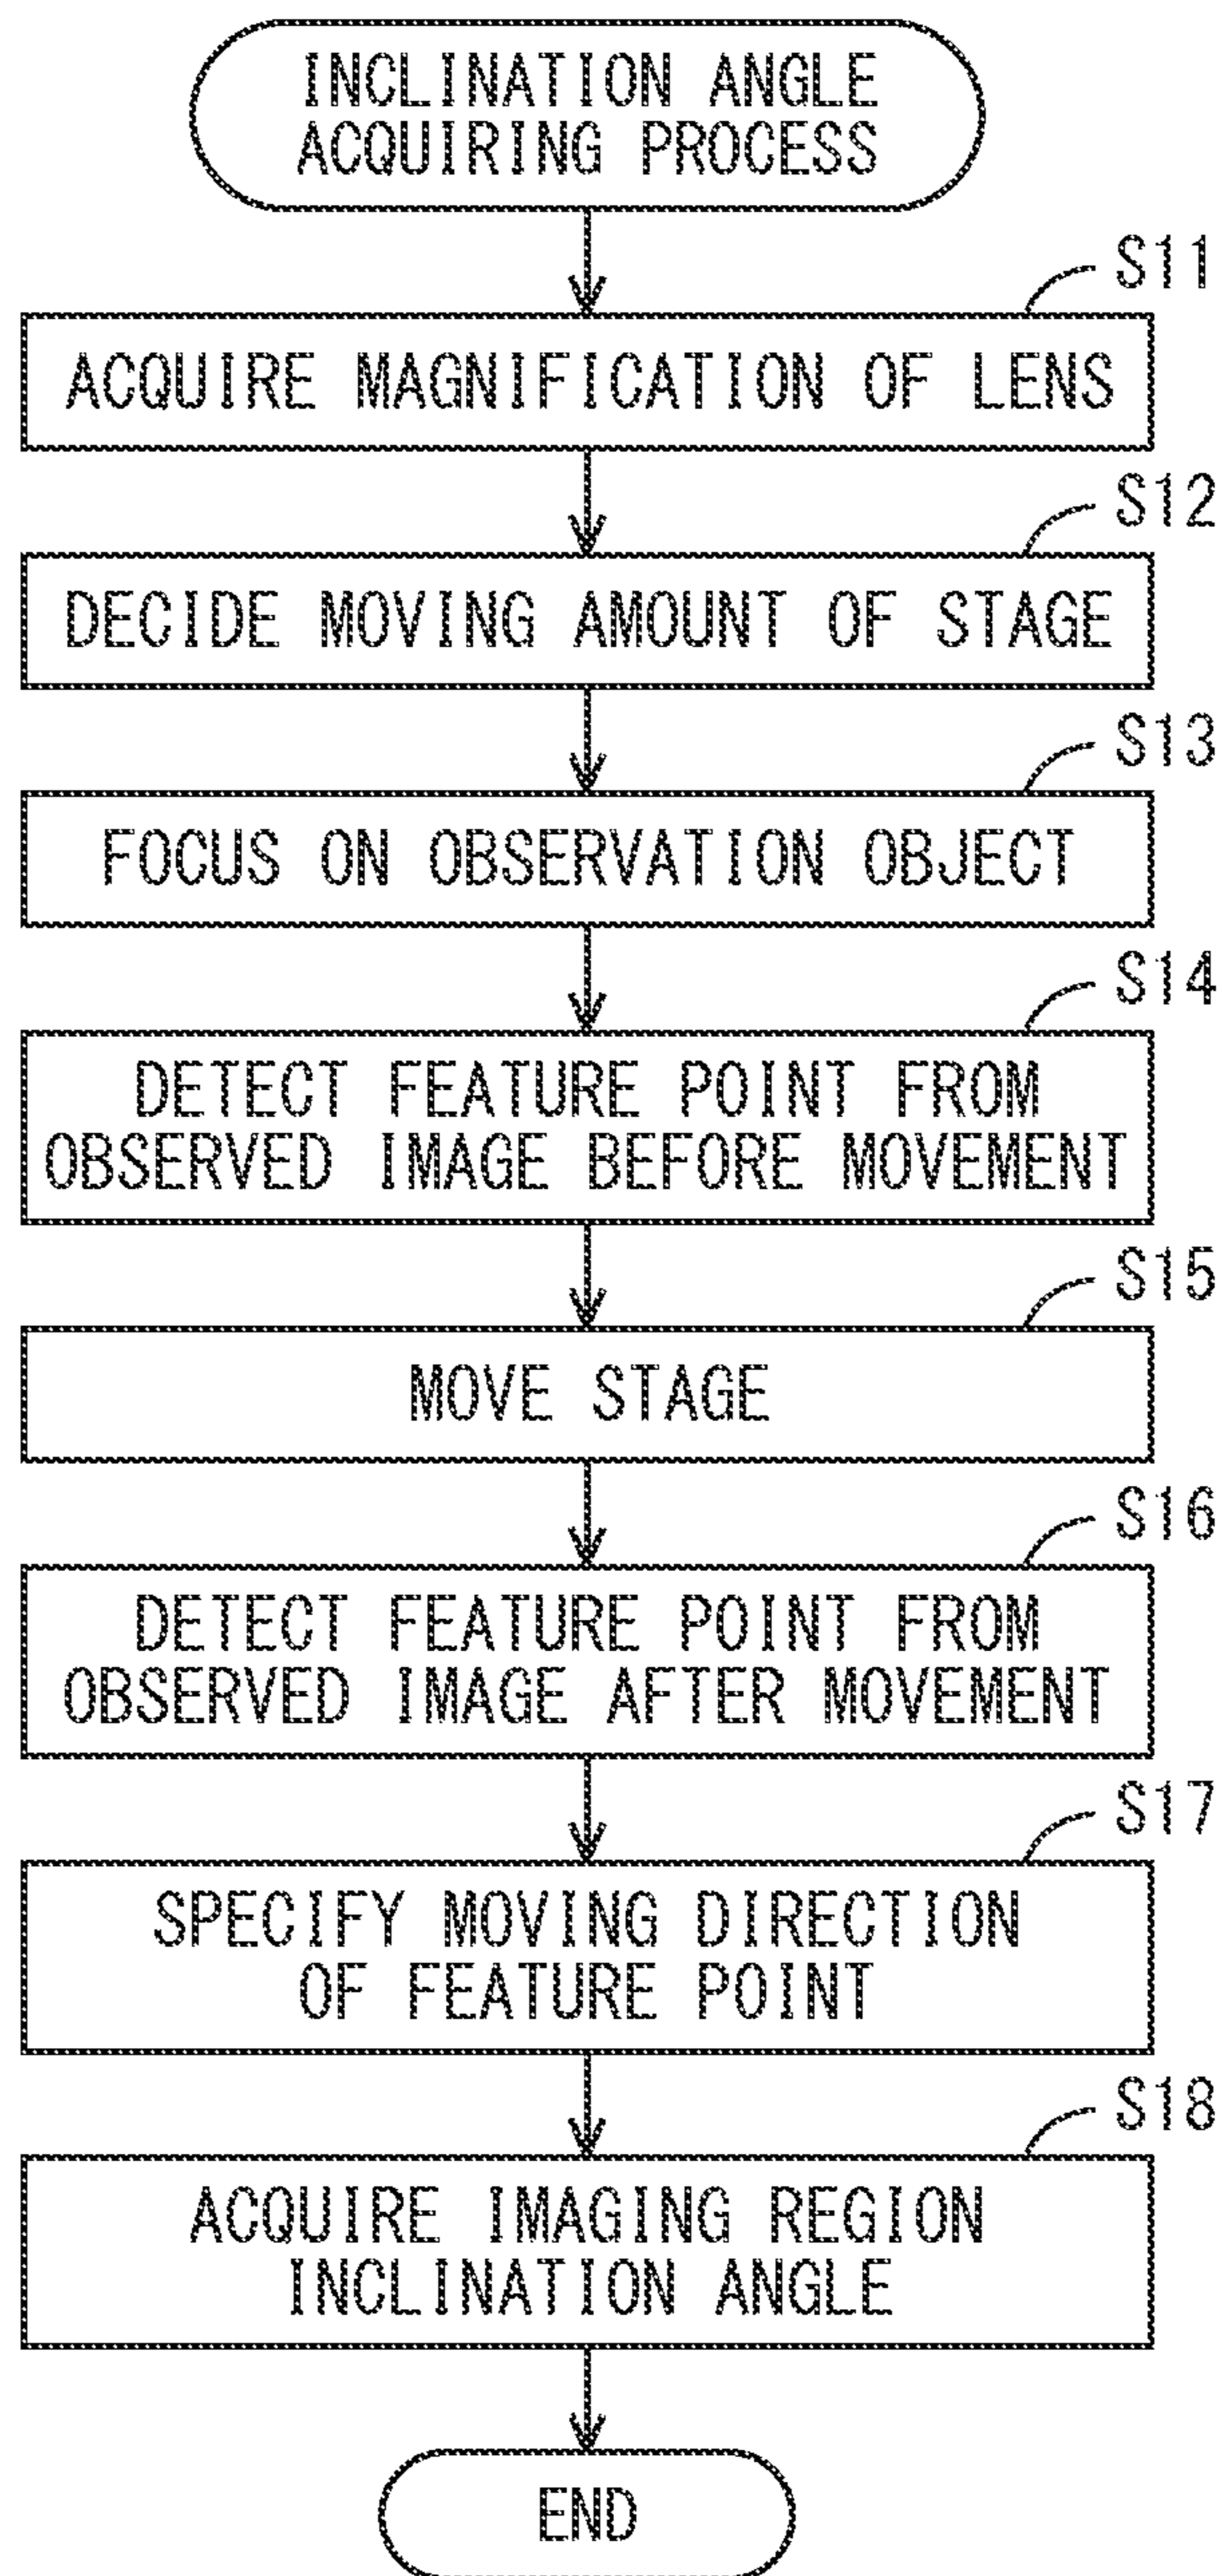 INCLINATION ANGLE
ACQUIRING PROCESS
S11
ACQUIRE MAGNIFICATION OF LENS
S12
DECIDE MOVING AMOUNT OF STAGE
S13
FOCUS ON OBSERVATION OBJECT
S14
DETECT FEATURE POINT FROM
OBSERVED IMAGE BEFORE MOVEMENT
S15
MOVE STAGE
S16
DETECT FEATURE POINT FROM
OBSERVED IMAGE AFTER MOVEMENT
S17
SPECIFY MOVING DIRECTION
OF FEATURE POINT
S18
ACQUIRE IMAGING REGION
INCLINATION ANGLE
END